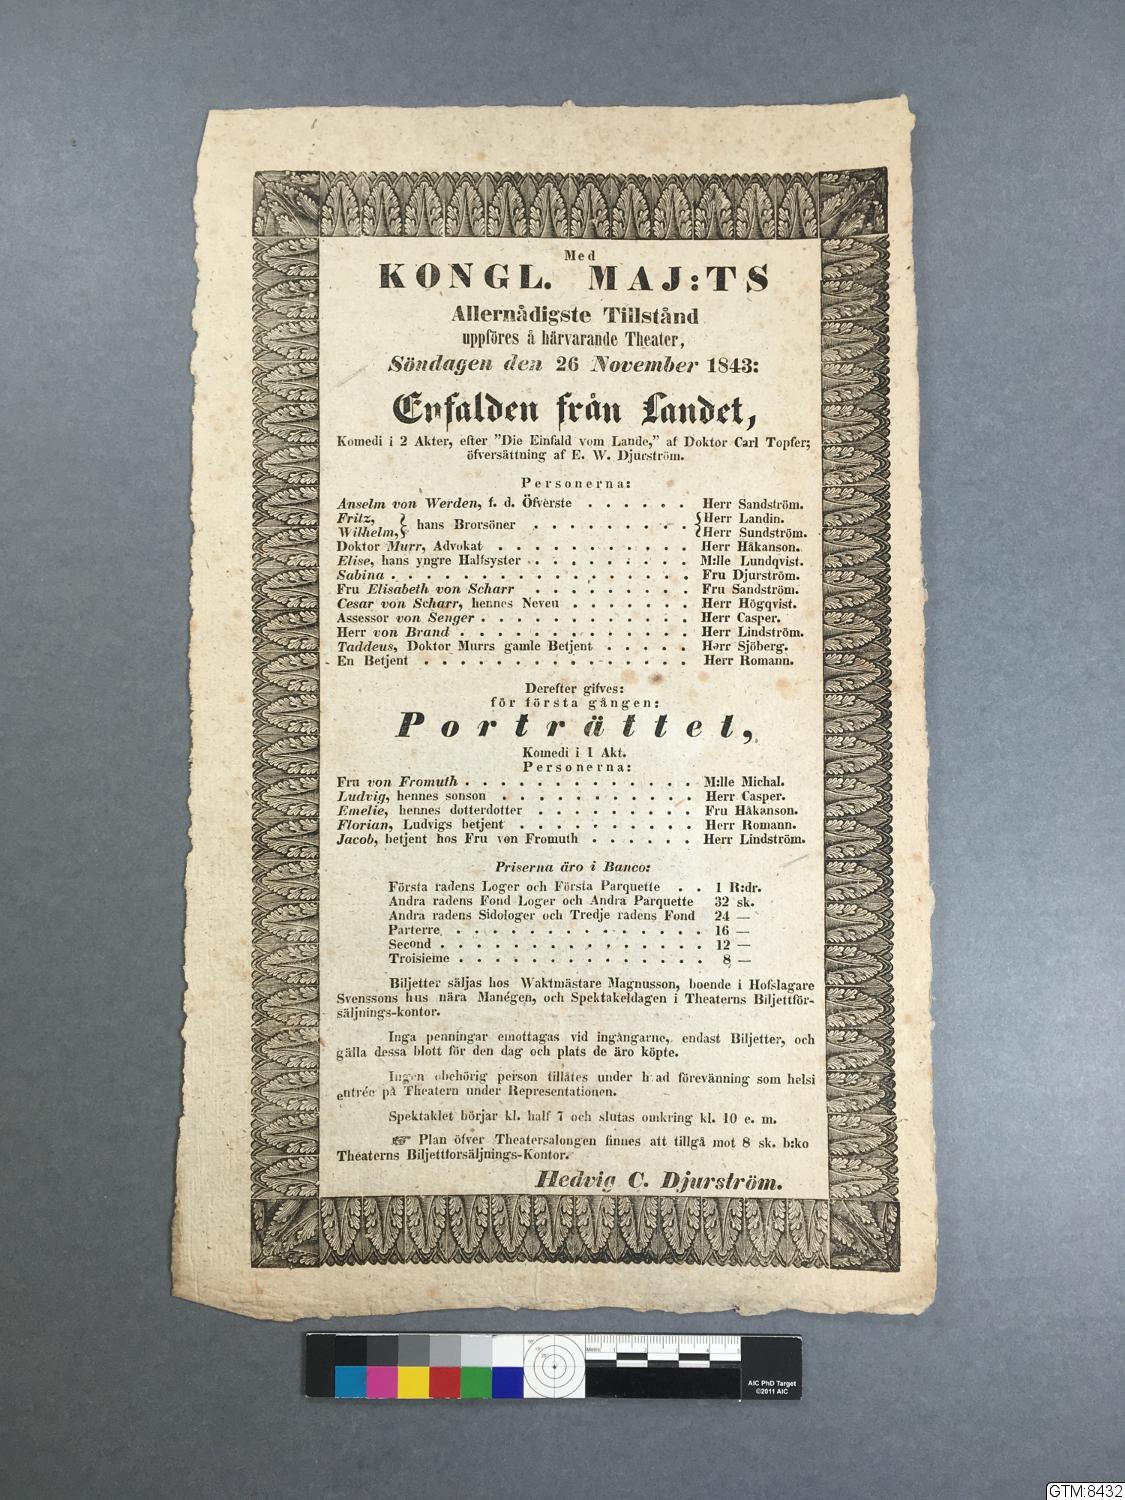 Med
KONGL. MAJ:TS
Allernådigste Tillstånd
uppföres å härvarande Theater,
Söndagen den 26 November 1843:
Enfalden från Landet,
Komedi i 2 Akter, efter "Die Einfald vom Lande," af Doktor Carl Topfer;
öfversättning af E. W. Djurström.
Personerna:
Anselm von Werden, f. d. Öfverste . . . . . . Herr Sandström.
Fritz, } hans Brorsöner . . . . . . . . . { Herr Landin.
Wilhelm, Herr Sundström.
Doktor Murr, Advokat . . . . . . . . . . . Herr Håkanson.
Elise, hans yngre Halfsyster . . . . . . . . . M:lle Lundqvist.
Sabina . . . . . . . . . . . . . . . . . Fru Djurström.
Fru Elisabeth von Scharr . . . . . . . . . Fru Sandström.
Cesar von Scharr, hennes Neveu . . . . . . . Herr Högqvist.
Assessor von Senger . . . . . . . . . . . . Herr Casper.
Herr von Brand . . . . . . . . . . . . . Herr Lindström.
Taddeus, Doktor Murrs gamle Betjent . . . . . Herr Sjöberg.
En Betjent . . . . . . . . . . . . . . . Herr Romann.
Derefter gifves:
för första gången:
Porträttet,
Komedi i 1 Akt.
Personerna:
Fru von Fromuth . . . . . . . . . . . . . M:lle Michal.
Ludvig, hennes sonson . . . . . . . . . . . Herr Casper.
Emelie, hennes dotterdotter . . . . . . . . . Fru Håkanson.
Florian, Ludvigs betjent . . . . . . . . . . Herr Romann.
Jacob, betjent hos Fru von Fromuth . . . . . . Herr Lindström.
Priserna äro i Banco:
Första radens Loger och Första Parquette . . 1 R:dr.
Andra radens Fond Loger och Andra Parquette 32 sk.
Andra radens Sidologer och Tredje radens Fond 24 —
Parterre . . . . . . . . . . . . . . 16 —
Second . . . . . . . . . . . . . . . 12 —
Troisieme . . . . . . . . . . . . . . 8 —
Biljetter säljas hos Waktmästare Magnusson, boende i Hofslagare
Svenssons hus nära Manégen, och Spektakeldagen i Theaterns Biljettför-
säljnings-kontor.
Inga penningar emottagas vid ingångarne, endast Biljetter, och
gälla dessa blott för den dag och plats de äro köpte.
Ingen obehörig person tillåtes under hvad förevänning som helst
entrée på Theatern under Representationen.
Spektaklet börjar kl. half 7 och slutas omkring kl. 10 e. m.
☞ Plan öfver Theatersalongen finnes att tillgå mot 8 sk. b:ko
Theaterns Biljettförsäljnings-Kontor.
Hedvig C. Djurström.
Metric 1 2 3 4 5
AIC PhD Target
©2011 AIC
GTM:8432